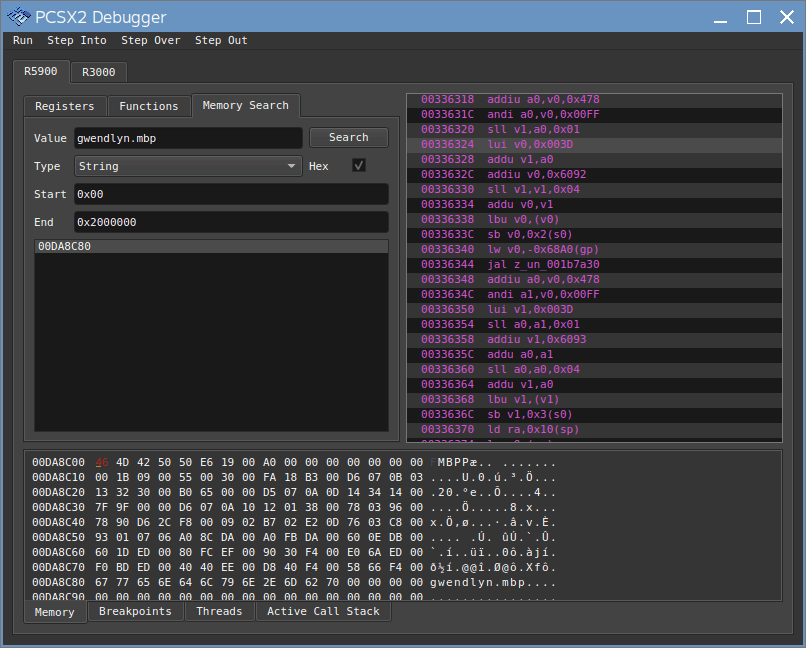 PCSX2 Debugger
Run Step Into Step Over Step Out
R5900 R3000
Registers Functions Memory Search
Value gwendlyn.mbp Search
Type String Hex
Start 0x00
End 0x2000000
00DA8C80
00336318 addiu a0,v0,0x478
0033631C andi a0,v0,0x00FF
00336320 sll v1,a0,0x01
00336324 lui v0,0x003D
00336328 addu v1,a0
0033632C addiu v0,0x6092
00336330 sll v1,v1,0x04
00336334 addu v0,v1
00336338 lbu v0,(v0)
0033633C sb v0,0x2(s0)
00336340 lw v0,-0x68A0(gp)
00336344 jal z_un_001b7a30
00336348 addiu a0,v0,0x478
0033634C andi a1,v0,0x00FF
00336350 lui v1,0x003D
00336354 sll a0,a1,0x01
00336358 addiu v1,0x6093
0033635C addu a0,a1
00336360 sll a0,a0,0x04
00336364 addu v1,a0
00336368 lbu v1,(v1)
0033636C sb v1,0x3(s0)
00336370 ld ra,0x10(sp)
00DA8C00 46 4D 42 50 50 E6 19 00 A0 00 00 00 00 00 00 00 FMBPPæ.. .......
00DA8C10 00 1B 09 00 55 00 30 00 FA 18 B3 00 D6 07 0B 03 ....U.0.ú.³.Ö...
00DA8C20 13 32 30 00 B0 65 00 00 D5 07 0A 0D 14 34 14 00 .20.°e..Õ....4..
00DA8C30 7F 9F 00 00 D6 07 0A 10 12 01 38 00 78 03 96 00 ....Ö.....8.x...
00DA8C40 78 90 D6 2C F8 00 09 02 B7 02 E2 0D 76 03 C8 00 x.Ö,ø...·.â.v.È.
00DA8C50 93 01 07 06 A0 8C DA 00 A0 FB DA 00 60 0E DB 00 .... .Ú. ûÚ.`.Û.
00DA8C60 60 1D ED 00 80 FC EF 00 90 30 F4 00 E0 6A ED 00 `.í..üï..0ô.àjí.
00DA8C70 F0 BD ED 00 40 40 EE 00 D8 40 F4 00 58 66 F4 00 ð½í.@@î.Ø@ô.Xfô.
00DA8C80 67 77 65 6E 64 6C 79 6E 2E 6D 62 70 00 00 00 00 gwendlyn.mbp....
00DA8C90 00 00 00 00 00 00 00 00 00 00 00 00 00 00 00 00 ................
Memory Breakpoints Threads Active Call Stack